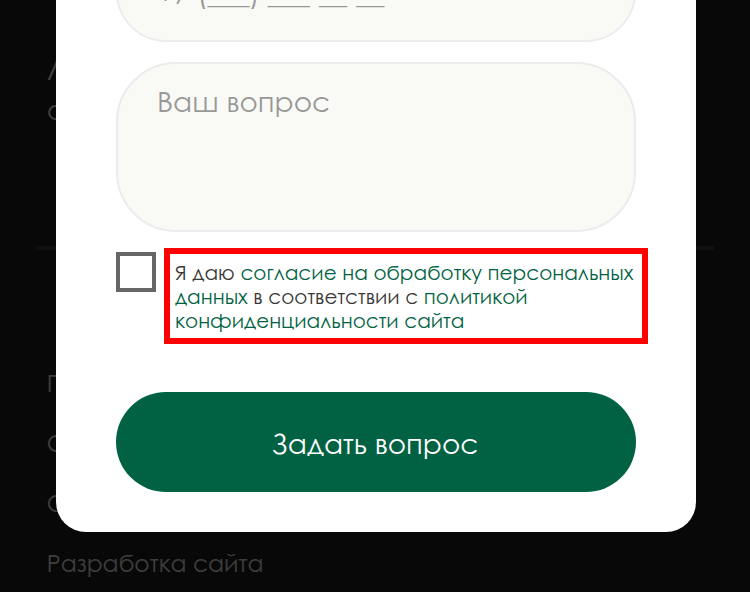 Ваш вопрос
Я даю согласие на обработку персональных
данных в соответствии с политикой
конфиденциальности сайта
Задать вопрос
Разработка сайта